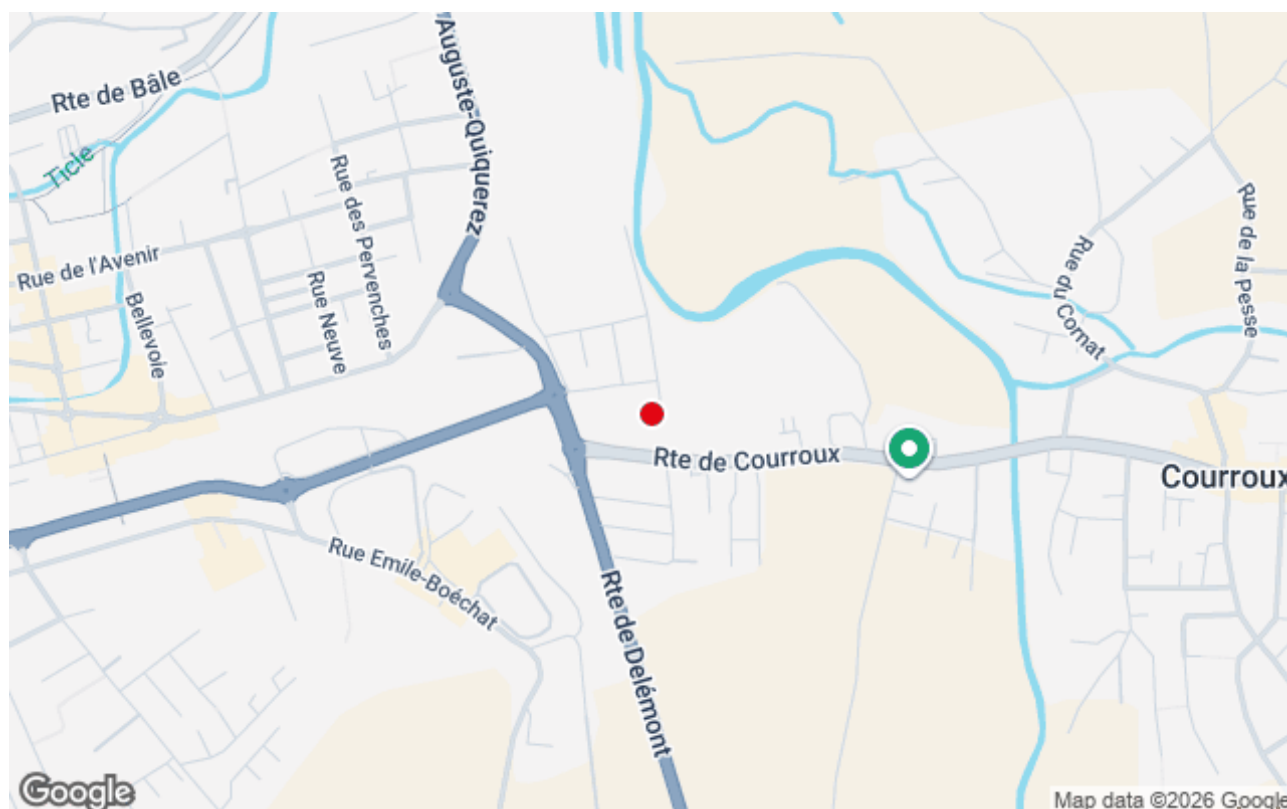 Auguste-Quiquerez
Rte de Bâle
Ticle
Rue des Pervenches
Rue de l'Avenir
Rue Neuve
Bellevoie
Rue de la Pesse
Rue du Cornat
Rte de Courroux
Courroux
Rue Emile-Boéchat
Rte de Delémont
Google
Map data ©2026 Google